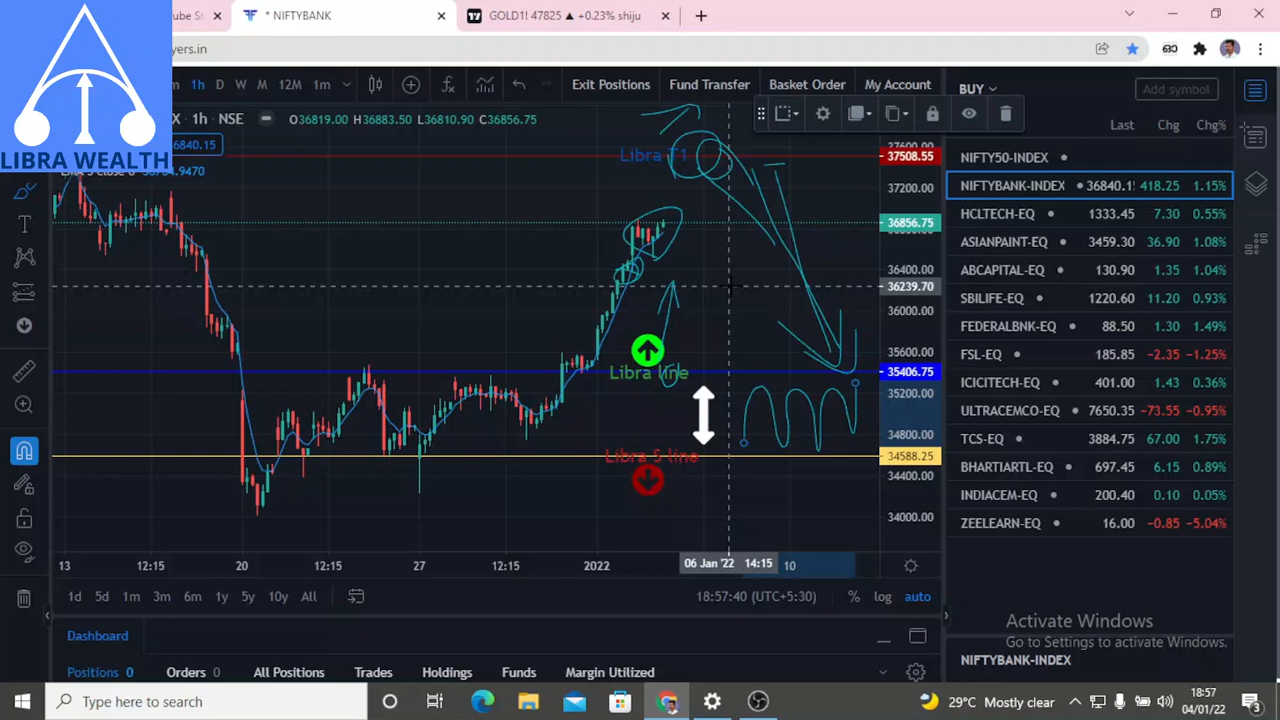 ube St
* NIFTYBANK
GOLD1! 47825 ▲ +0.23% shiju
yers.in
1h D W M 12M 1m
Exit Positions Fund Transfer Basket Order My Account
BUY
Add symbol
Last Chg Chg%
LIBRA WEALTH
1h · NSE O36819.00 H36883.50 L36810.90 C36856.75
36840.15
Libra T1
37508.55
37200.00
36856.75
36400.00
36239.70
36000.00
35600.00
Libra line
35406.75
35200.00
34800.00
Libra S line
34588.25
34400.00
34000.00
13 12:15 20 12:15 27 12:15 2022 06 Jan '22 14:15 10
1d 5d 1m 3m 6m 1y 5y 10y All
18:57:40 (UTC+5:30) % log auto
NIFTY50-INDEX
NIFTYBANK-INDEX 36840.1 418.25 1.15%
HCLTECH-EQ 1333.45 7.30 0.55%
ASIANPAINT-EQ 3459.30 36.90 1.08%
ABCAPITAL-EQ 130.90 1.35 1.04%
SBILIFE-EQ 1220.60 11.20 0.93%
FEDERALBNK-EQ 88.50 1.30 1.49%
FSL-EQ 185.85 -2.35 -1.25%
ICICITECH-EQ 401.00 1.43 0.36%
ULTRACEMCO-EQ 7650.35 -73.55 -0.95%
TCS-EQ 3884.75 67.00 1.75%
BHARTIARTL-EQ 697.45 6.15 0.89%
INDIACEM-EQ 200.40 0.10 0.05%
ZEELEARN-EQ 16.00 -0.85 -5.04%
Activate Windows
Go to Settings to activate Windows.
NIFTYBANK-INDEX
Dashboard
Positions 0 Orders 0 All Positions Trades Holdings Funds Margin Utilized
Type here to search
29°C Mostly clear
18:57
04/01/22
3